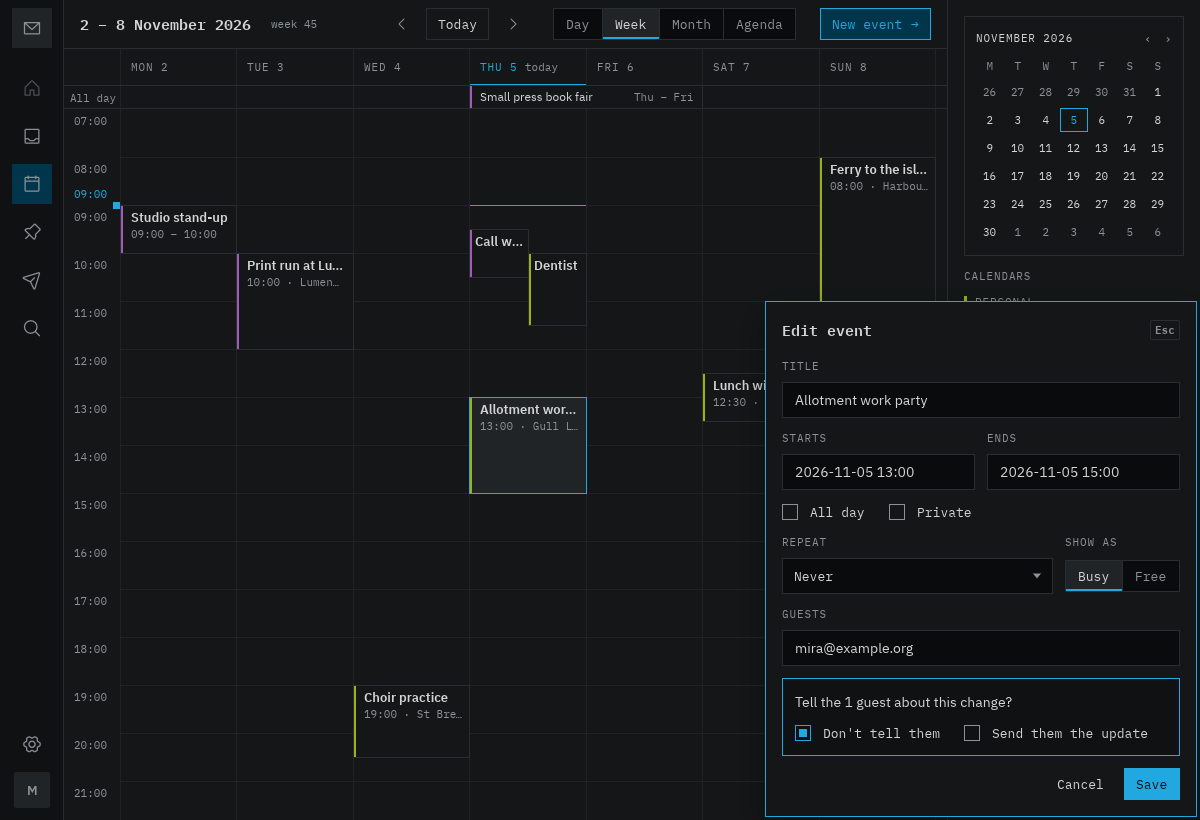 2 – 8 November 2026
week 45
Today
Day
Week
Month
Agenda
New event →
MON 2
TUE 3
WED 4
THU 5 today
FRI 6
SAT 7
SUN 8
All day
Small press book fair
Thu – Fri
07:00
08:00
09:00
09:00
10:00
11:00
12:00
13:00
14:00
15:00
16:00
17:00
18:00
19:00
20:00
21:00
Studio stand-up
09:00 – 10:00
Print run at Lu…
10:00 · Lumen…
Choir practice
19:00 · St Bre…
Call w…
Dentist
Allotment wor…
13:00 · Gull L…
Lunch wi
12:30 ·
Ferry to the isl…
08:00 · Harbou…
M
NOVEMBER 2026
‹ ›
M T W T F S S
26 27 28 29 30 31 1
2 3 4 5 6 7 8
9 10 11 12 13 14 15
16 17 18 19 20 21 22
23 24 25 26 27 28 29
30 1 2 3 4 5 6
CALENDARS
PERSONAL
Edit event
Esc
TITLE
Allotment work party
STARTS
ENDS
2026-11-05 13:00
2026-11-05 15:00
All day
Private
REPEAT
SHOW AS
Never
Busy
Free
GUESTS
mira@example.org
Tell the 1 guest about this change?
Don't tell them
Send them the update
Cancel
Save